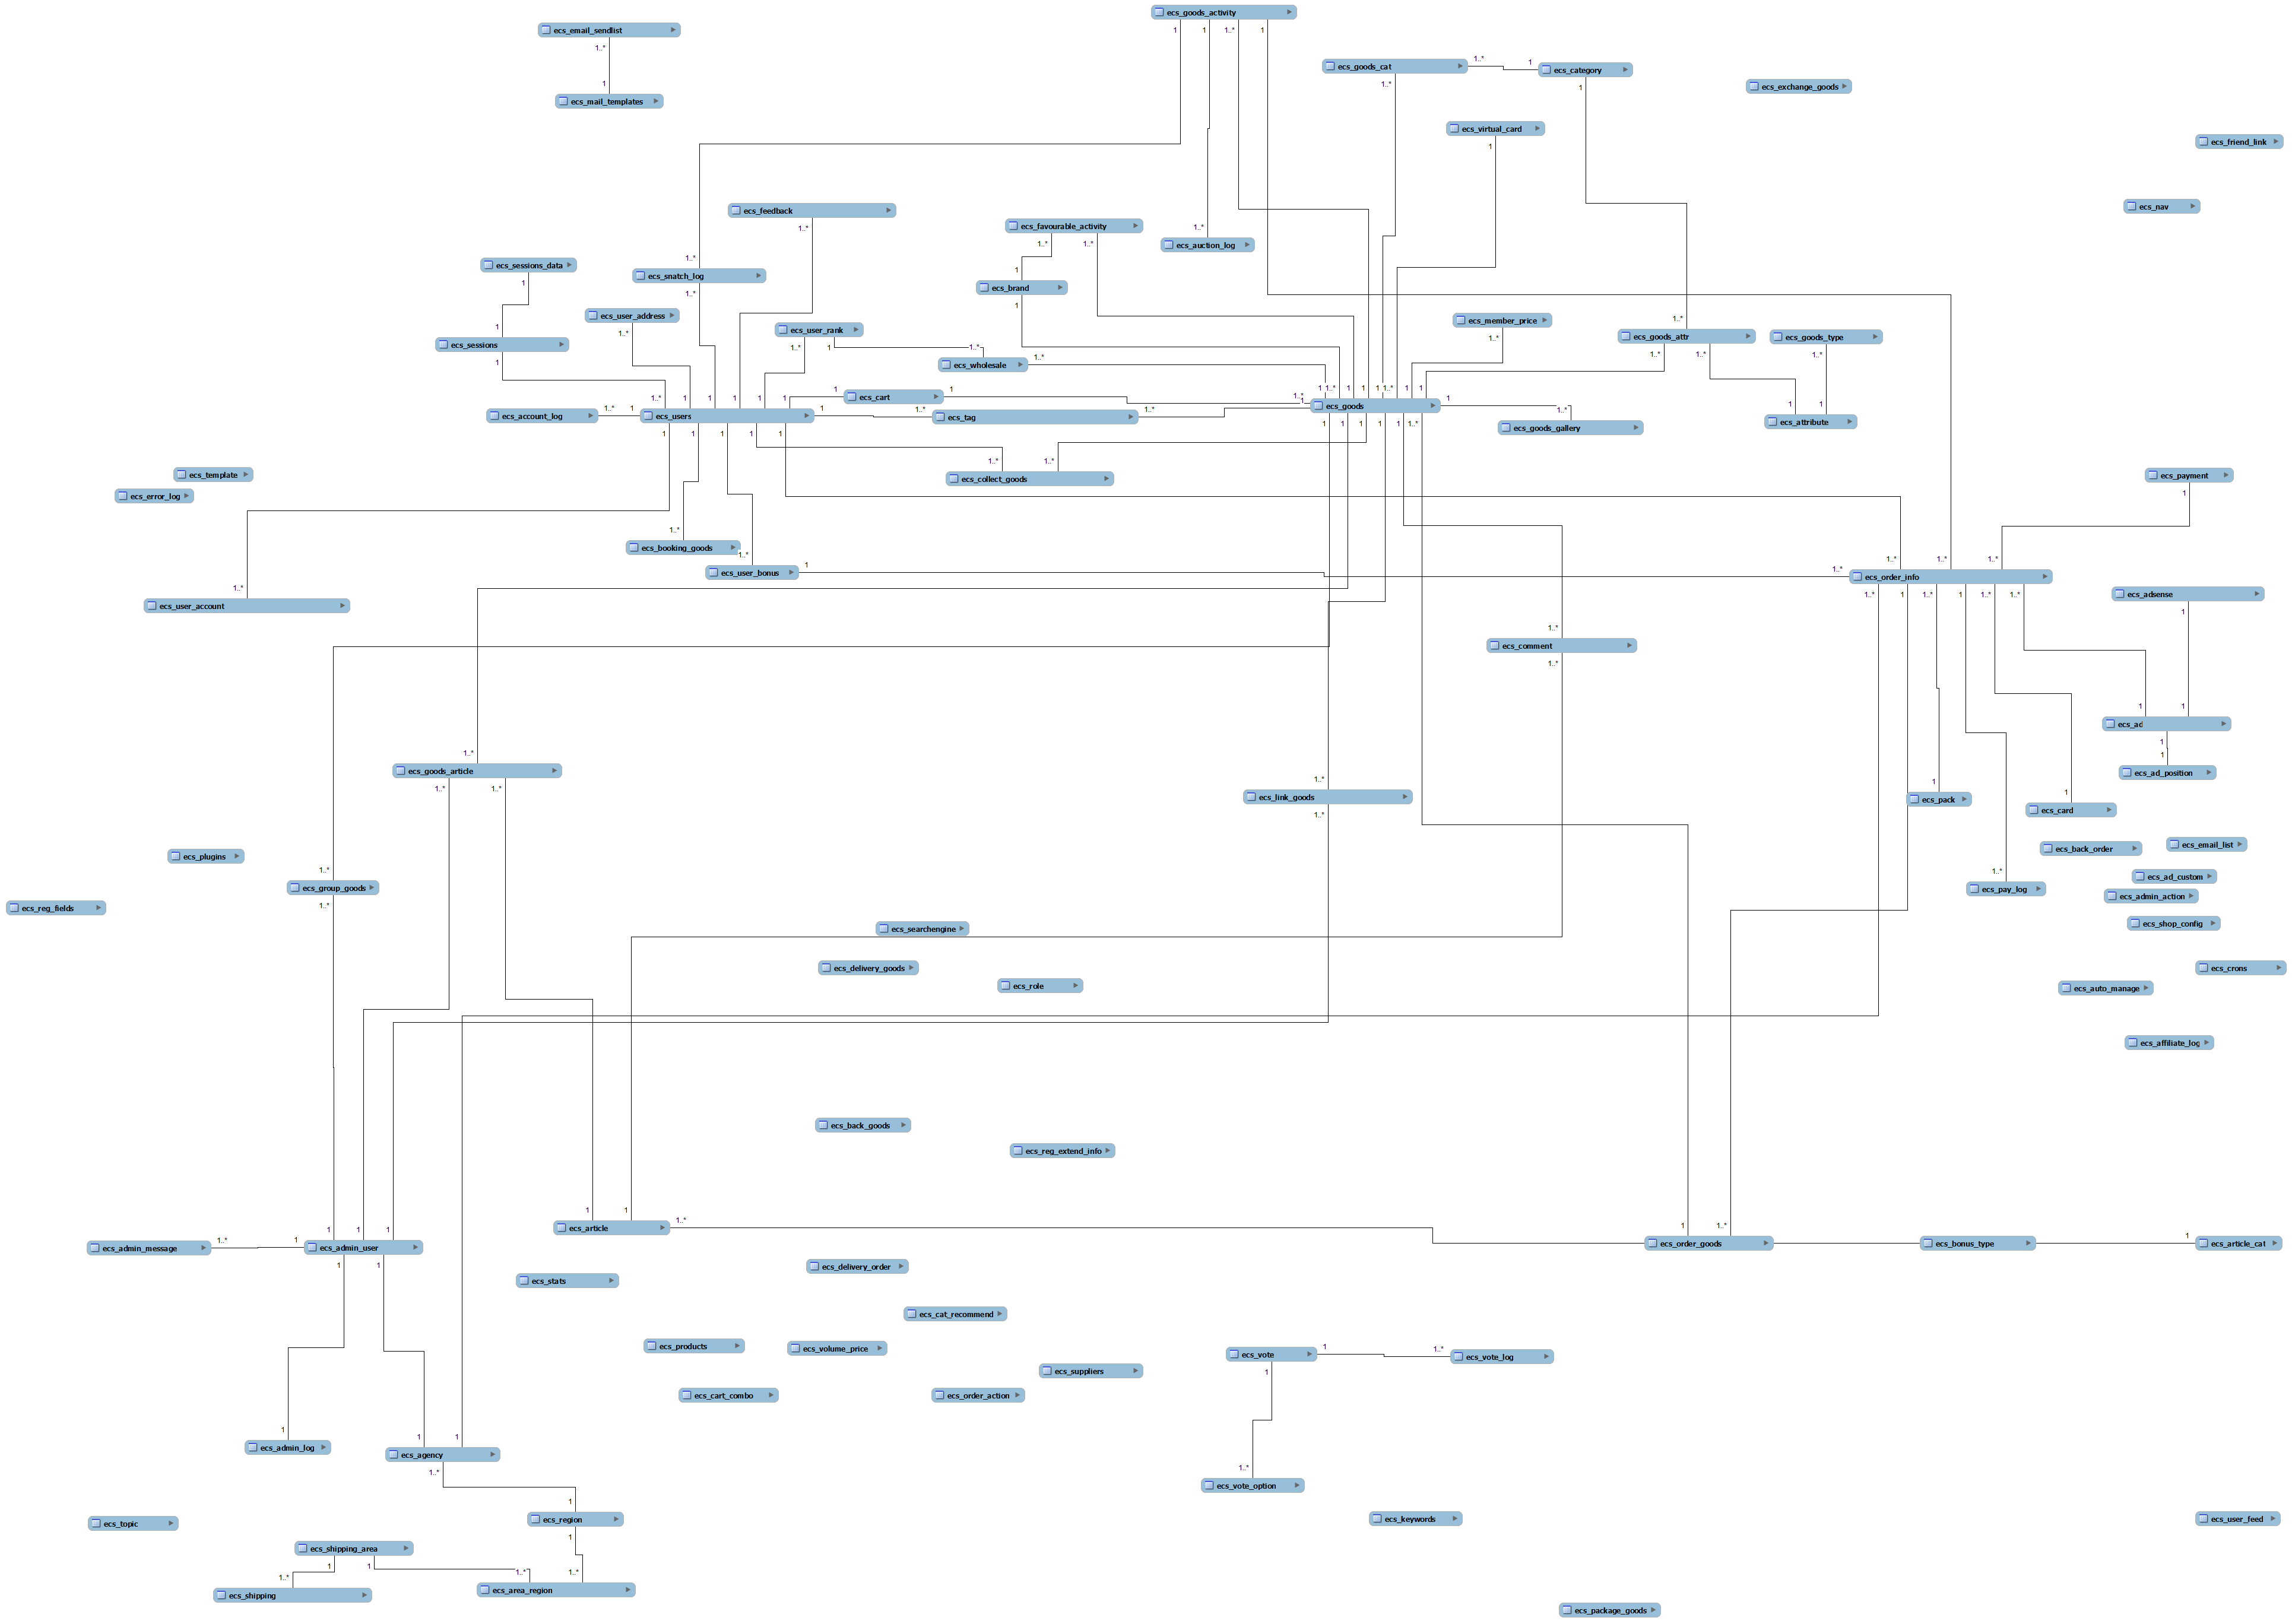 ecs_goods_activity
ecs_email_sendlist
1 1 1..* 1
1..*
1..* 1
ecs_goods_cat
ecs_category
1..* 1
1
ecs_mail_templates
ecs_exchange_goods
ecs_virtual_card
1
ecs_friend_link
ecs_nav
ecs_feedback
1..*
ecs_favourable_activity
1..* 1..*
1..*
ecs_auction_log
1..*
ecs_sessions_data
1
ecs_snatch_log
1..*
1
ecs_brand
1
ecs_user_address
1..*
ecs_member_price
1..*
1..*
1
ecs_sessions
1
ecs_user_rank
1..* 1
1..*
ecs_goods_attr
1..* 1..*
ecs_goods_type
1..*
ecs_wholesale
1..*
1..* 1 1 1 1 1
1 ecs_cart 1
1 1..* 1 1 1..* 1 1 1
1..*
1
1 1
ecs_account_log
1..* 1
ecs_users
1 1..*
ecs_tag
1..*
ecs_goods
1
1..*
ecs_goods_gallery
ecs_attribute
1 1 1 1 1
1 1 1 1 1 1..*
1..* 1..*
ecs_collect_goods
ecs_template
ecs_payment
1
ecs_error_log
1..*
ecs_booking_goods
1..*
1..* 1..* 1..*
ecs_user_bonus
1 1..*
ecs_order_info
1..* 1 1..* 1 1..* 1..*
1..*
ecs_user_account
ecs_adsense
1
1..*
ecs_comment
1..*
1 1
ecs_ad
1
1
ecs_ad_position
1..*
ecs_goods_article
1..* 1..*
1..*
ecs_link_goods
1..*
1
ecs_pack
1
ecs_card
ecs_email_list
ecs_back_order
ecs_plugins
1..*
ecs_group_goods
1..*
1..*
ecs_pay_log
ecs_ad_custom
ecs_admin_action
ecs_reg_fields
ecs_searchengine
ecs_shop_config
ecs_delivery_goods
ecs_crons
ecs_role
ecs_auto_manage
ecs_affiliate_log
ecs_back_goods
ecs_reg_extend_info
1 1
ecs_article
1..*
1 1..*
1 1 1
ecs_admin_message
1..* 1
ecs_admin_user
1 1
ecs_order_goods
ecs_bonus_type
1
ecs_article_cat
ecs_delivery_order
ecs_stats
ecs_cat_recommend
ecs_products
ecs_volume_price
ecs_vote
1 1..*
ecs_vote_log
1
ecs_suppliers
ecs_cart_combo
ecs_order_action
1
ecs_admin_log
1 1
ecs_agency
1..*
1..*
ecs_vote_option
1
ecs_region
1
ecs_topic
ecs_keywords
ecs_user_feed
ecs_shipping_area
1 1
1..*
ecs_shipping
1..* 1..*
ecs_area_region
ecs_package_goods